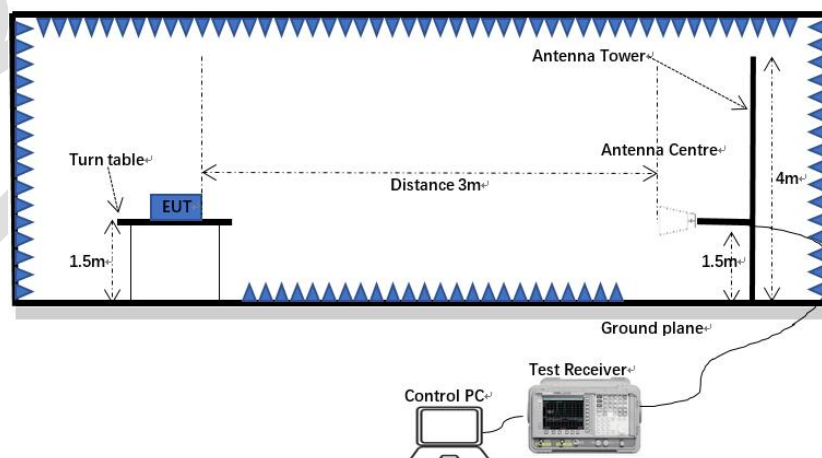 Antenna Tower
Antenna Centre
Turn table
Distance 3m
4m
EUT
1.5m
1.5m
Ground plane
Test Receiver
Control PC